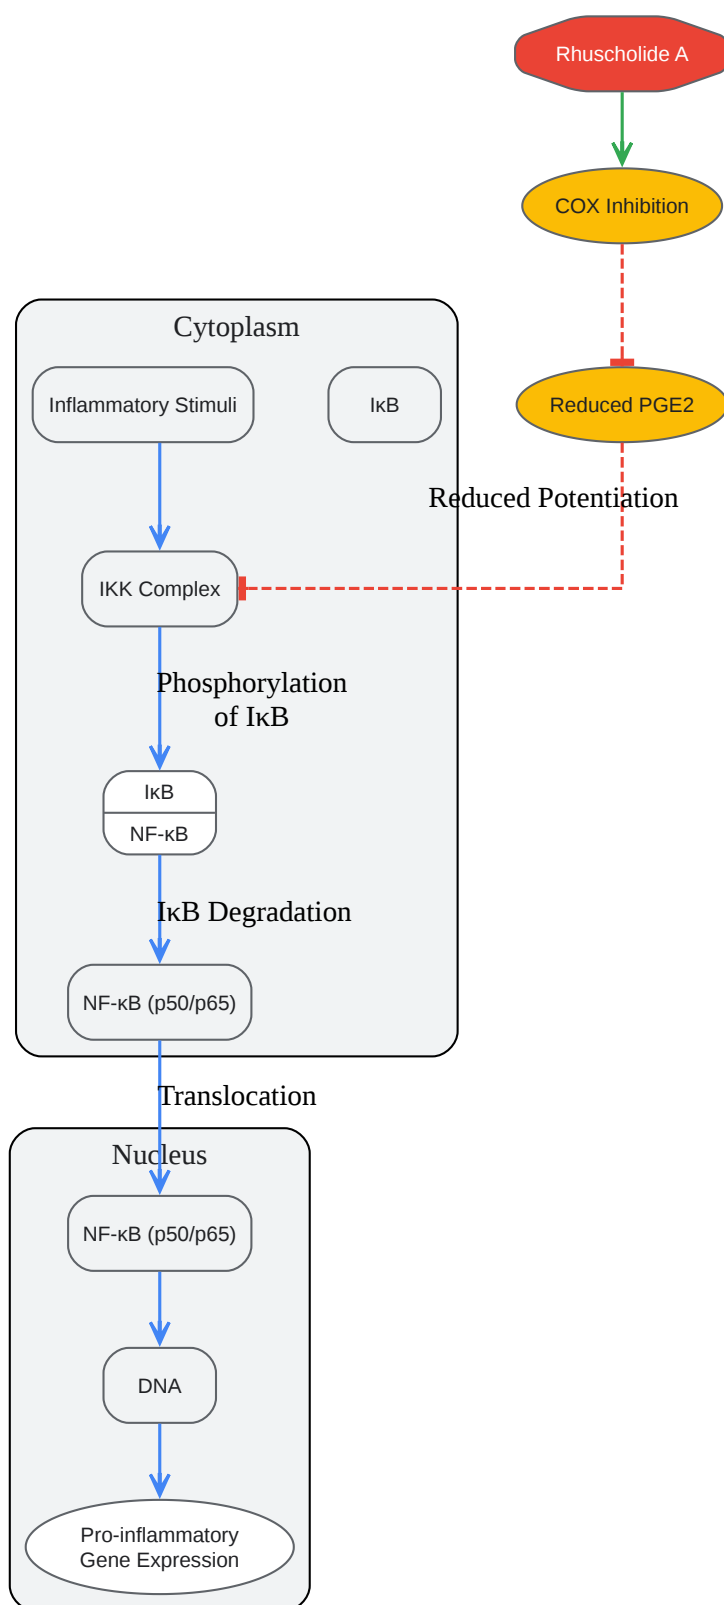 Rhuscholide A
COX Inhibition
Cytoplasm
Inflammatory Stimuli
IκB
Reduced PGE2
Reduced Potentiation
IKK Complex
Phosphorylation
of IκB
IκB
NF-κB
IκB Degradation
NF-κB (p50/p65)
Translocation
Nucleus
NF-κB (p50/p65)
DNA
Pro-inflammatory
Gene Expression